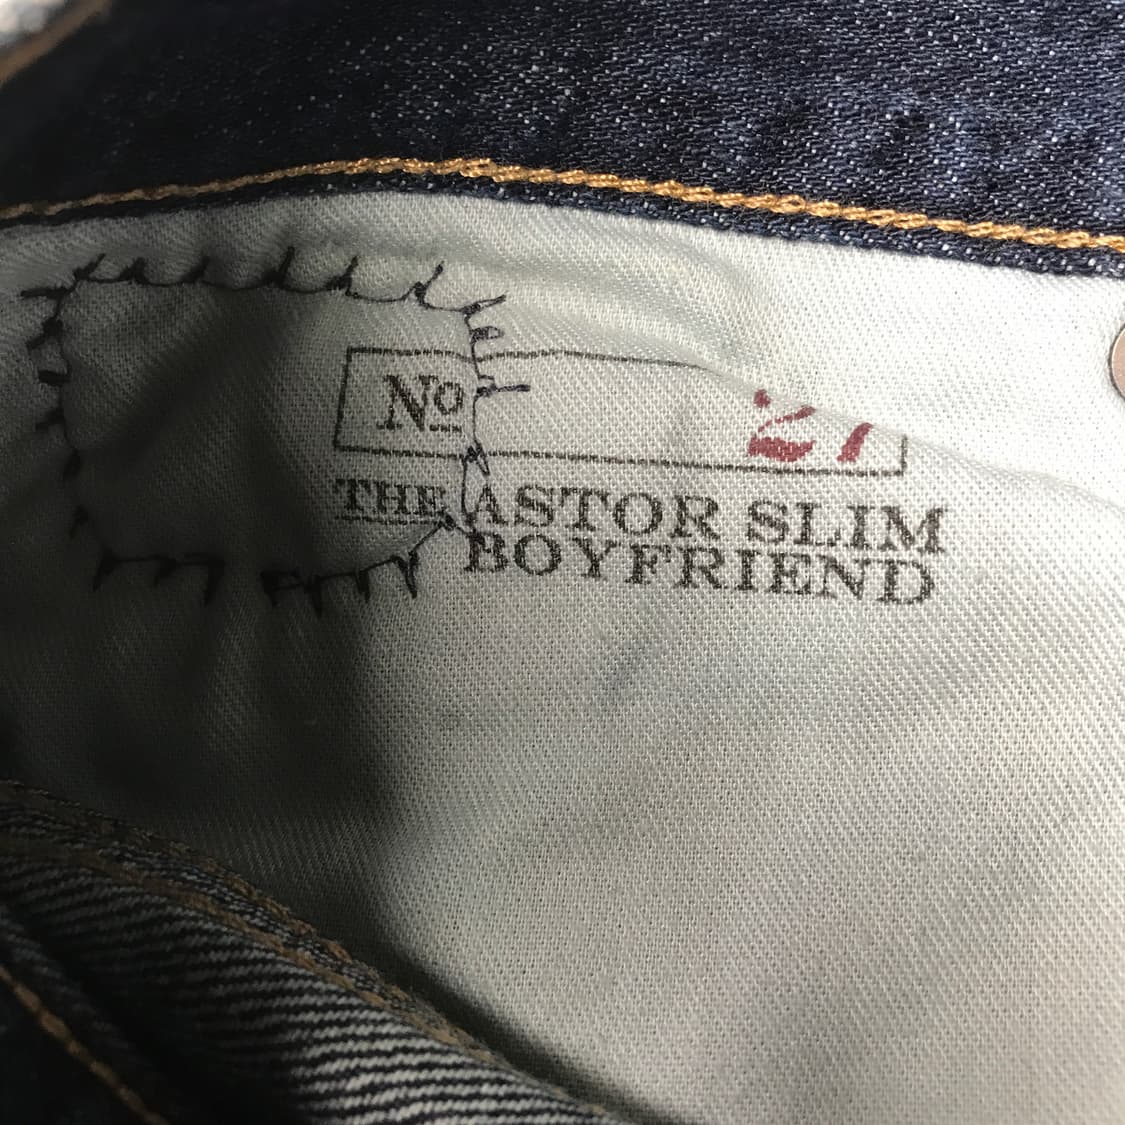 No 27
THE ASTOR SLIM
BOYFRIEND